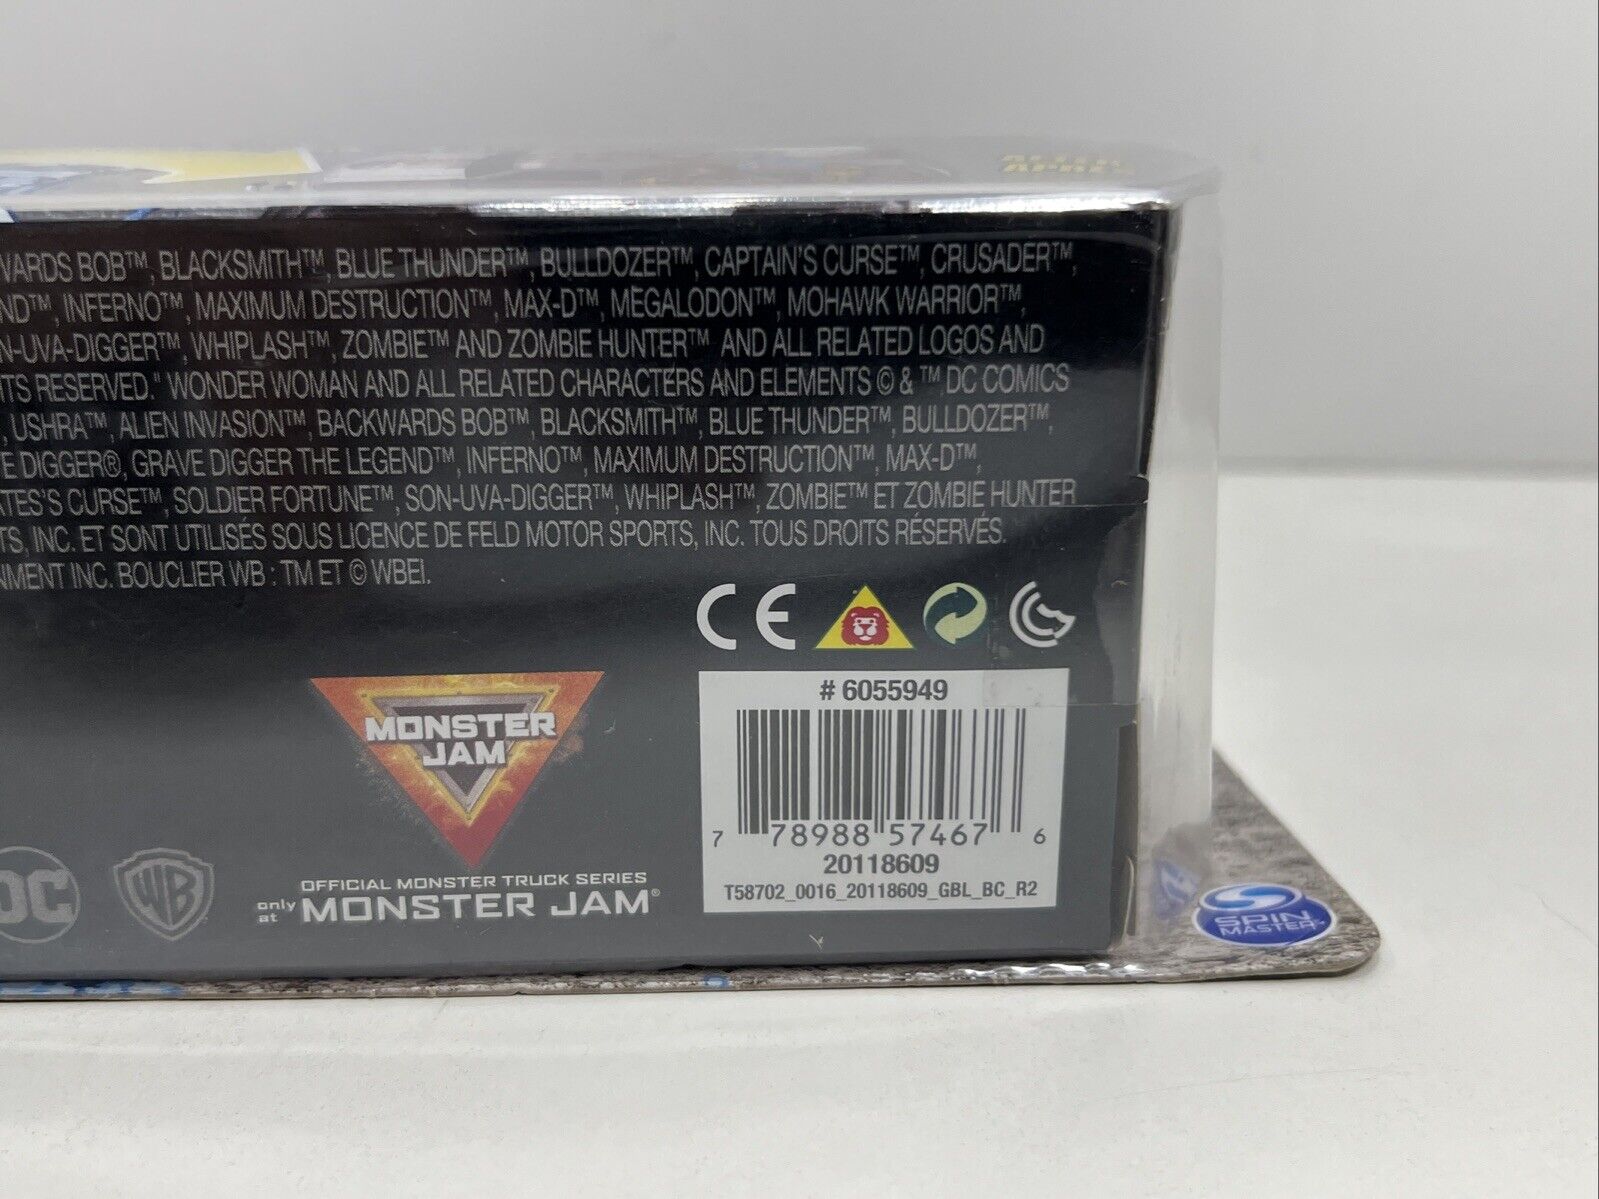 VARDS BOB™, BLACKSMITH™, BLUE THUNDER™, BULLDOZER™, CAPTAIN'S CURSE™, CRUSADER™,
ND™, INFERNO™, MAXIMUM DESTRUCTION™, MAX-D™, MEGALODON™, MOHAWK WARRIOR™,
N-UVA-DIGGER™, WHIPLASH™, ZOMBIE™ AND ZOMBIE HUNTER™ AND ALL RELATED LOGOS AND
TS RESERVED." WONDER WOMAN AND ALL RELATED CHARACTERS AND ELEMENTS © & ™ DC COMICS
, USHRA™, ALIEN INVASION™, BACKWARDS BOB™, BLACKSMITH™, BLUE THUNDER™, BULLDOZER™,
E DIGGER®, GRAVE DIGGER THE LEGEND™, INFERNO™, MAXIMUM DESTRUCTION™, MAX-D™,
ATES'S CURSE™, SOLDIER FORTUNE™, SON-UVA-DIGGER™, WHIPLASH™, ZOMBIE™ ET ZOMBIE HUNTER
TS, INC. ET SONT UTILISÉS SOUS LICENCE DE FELD MOTOR SPORTS, INC. TOUS DROITS RÉSERVÉS.
NMENT INC. BOUCLIER WB : TM ET © WBEI.
CE
# 6055949
MONSTER
JAM
7 78988 57467 6
20118609
T58702_0016_20118609_GBL_BC_R2
DC
WB
OFFICIAL MONSTER TRUCK SERIES
only at MONSTER JAM®
SPIN
MASTER